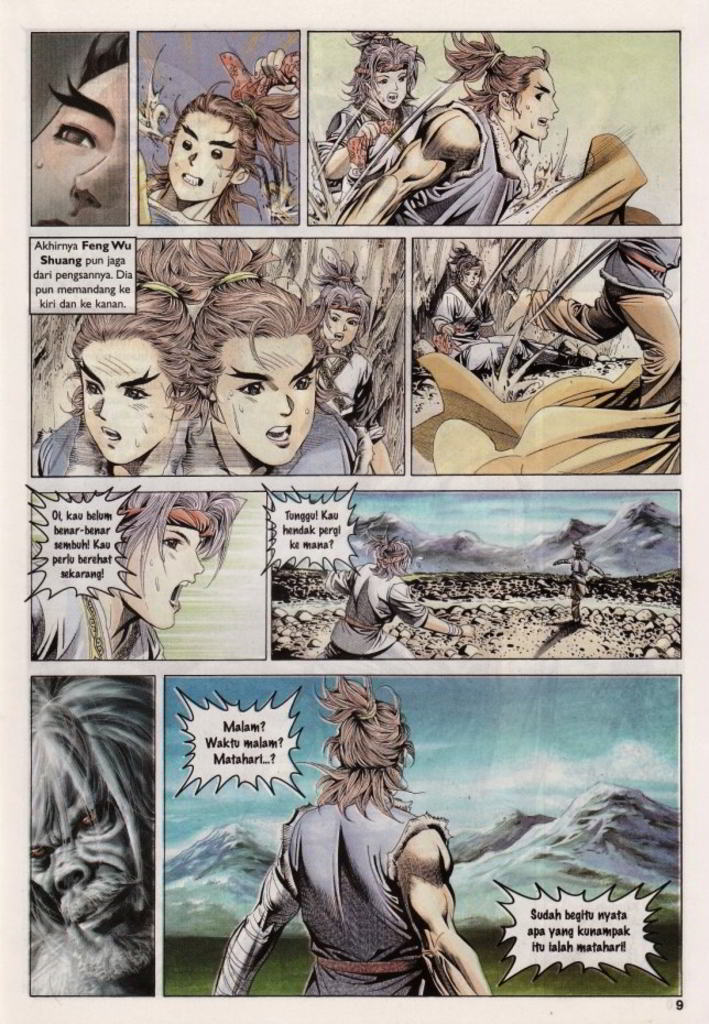 Akhirnya Feng Wu
Shuang pun jaga
dari pengsannya. Dia
pun memandang ke
kiri dan ke kanan.
Oi, kau belum
benar-benar
sembuh! Kau
perlu berehat
sekarang!
Tunggu! Kau
hendak pergi
ke mana?
Malam?
Waktu malam?
Matahari...?
Sudah begitu nyata
apa yang kunampak
itu ialah matahari!
9